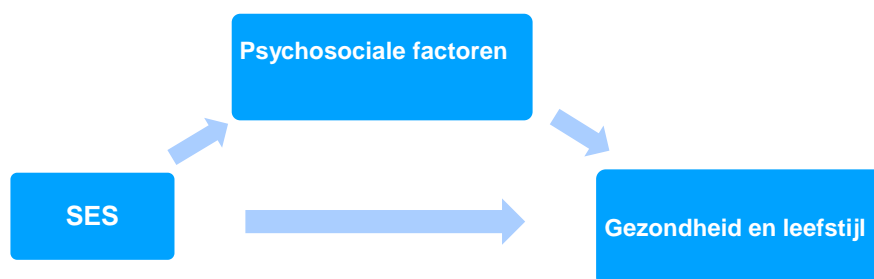 Psychosociale factoren
SES
Gezondheid en leefstijl